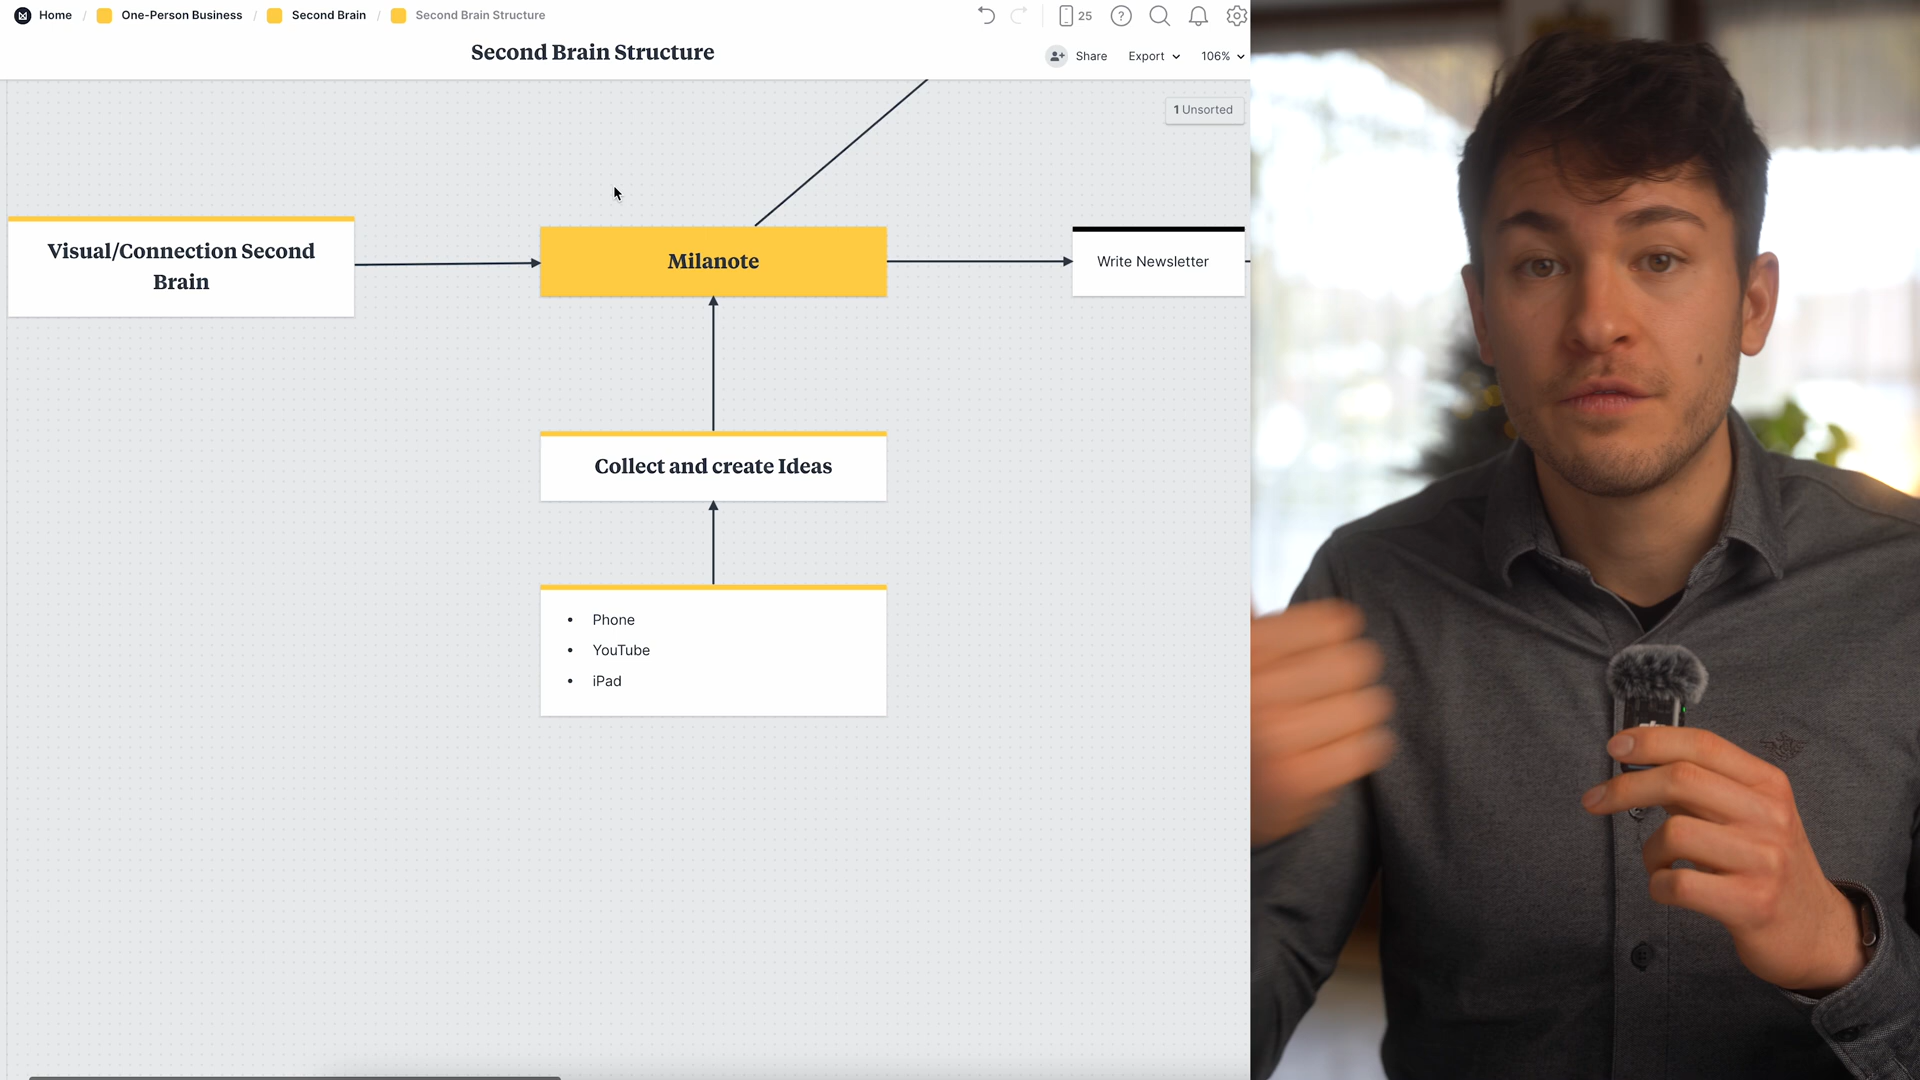 Home / One-Person Business / Second Brain / Second Brain Structure
25
Second Brain Structure
Share Export 106%
1 Unsorted
Visual/Connection Second
Brain
Milanote
Write Newsletter
Collect and create Ideas
• Phone
• YouTube
• iPad